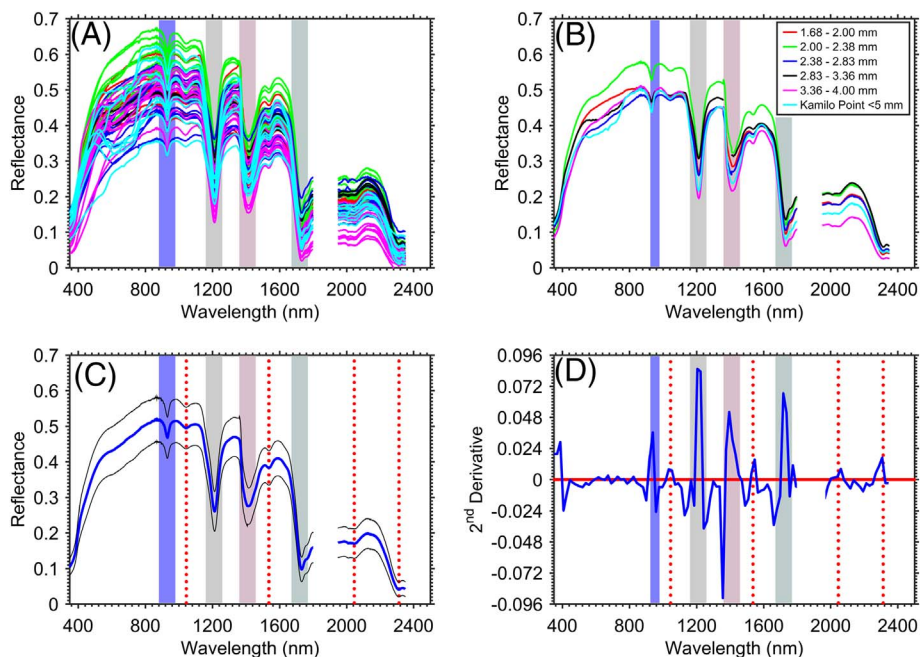 (A)
0.7
0.6
0.5
0.4
0.3
0.2
0.1
0
Reflectance
400 800 1200 1600 2000 2400
Wavelength (nm)
(B)
0.7
0.6
0.5
0.4
0.3
0.2
0.1
0
Reflectance
1.68 - 2.00 mm
2.00 - 2.38 mm
2.38 - 2.83 mm
2.83 - 3.36 mm
3.36 - 4.00 mm
Kamilo Point <5 mm
400 800 1200 1600 2000 2400
Wavelength (nm)
(C)
0.7
0.6
0.5
0.4
0.3
0.2
0.1
0
Reflectance
400 800 1200 1600 2000 2400
Wavelength (nm)
(D)
0.096
0.072
0.048
0.024
0
-0.024
-0.048
-0.072
-0.096
2nd Derivative
400 800 1200 1600 2000 2400
Wavelength (nm)